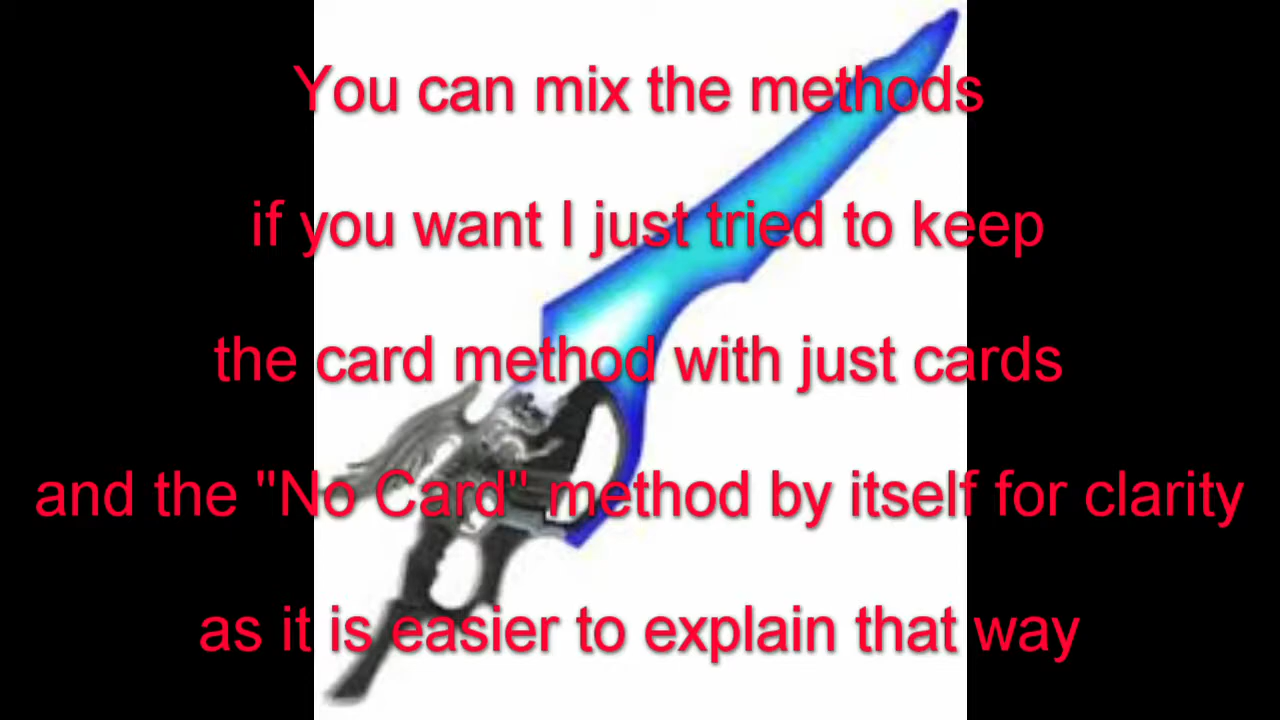 You can mix the methods
if you want I just tried to keep
the card method with just cards
and the "No Card" method by itself for clarity
as it is easier to explain that way